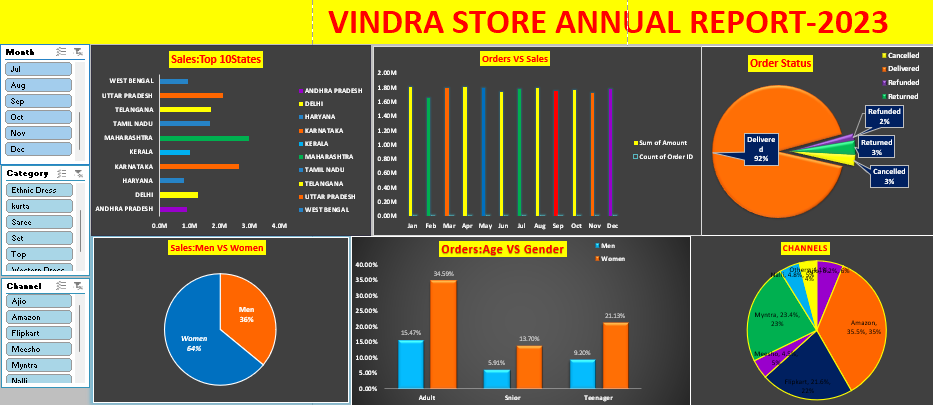 VINDRA STORE ANNUAL REPORT-2023
Month
Jul
Aug
Sep
Oct
Nov
Dec
Category
Ethnic Dress
kurta
Saree
Set
Top
Western Dress
Channel
Ajio
Amazon
Flipkart
Meesho
Myntra
Nalli
Sales:Top 10States
WEST BENGAL
UTTAR PRADESH
TELANGANA
TAMIL NADU
MAHARASHTRA
KERALA
KARNATAKA
HARYANA
DELHI
ANDHRA PRADESH
0.0M 1.0M 2.0M 3.0M 4.0M
ANDHRA PRADESH
DELHI
HARYANA
KARNATAKA
KERALA
MAHARASHTRA
TAMIL NADU
TELANGANA
UTTAR PRADESH
WEST BENGAL
Orders VS Sales
2.00M
1.80M
1.60M
1.40M
1.20M
1.00M
0.80M
0.60M
0.40M
0.20M
0.00M
Jan Feb Mar Apr May Jun Jul Aug Sep Oct Nov Dec
Sum of Amount
Count of Order ID
Order Status
Cancelled
Delivered
Refunded
Returned
Delivere
d
92%
Refunded
2%
Returned
3%
Cancelled
3%
Sales:Men VS Women
Men
36%
Women
64%
Orders:Age VS Gender
Men
Women
40.00%
35.00%
30.00%
25.00%
20.00%
15.00%
10.00%
5.00%
0.00%
15.47%
34.59%
5.91%
13.70%
9.20%
21.13%
Adult Snior Teenager
CHANNELS
Amazon,
35.5%, 35%
Myntra, 23.4%,
23%